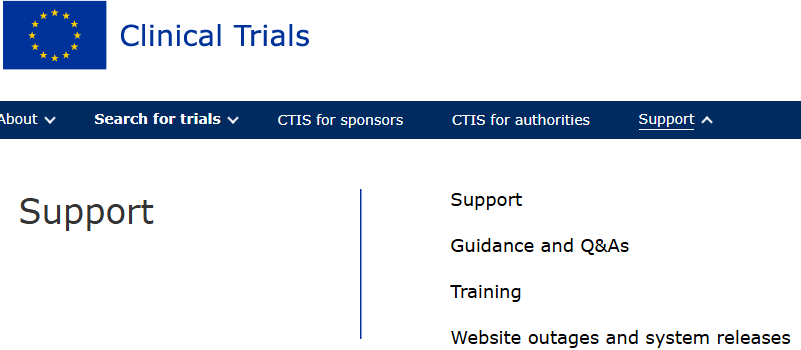 Clinical Trials
About
Search for trials
CTIS for sponsors
CTIS for authorities
Support
Support
Support
Guidance and Q&As
Training
Website outages and system releases